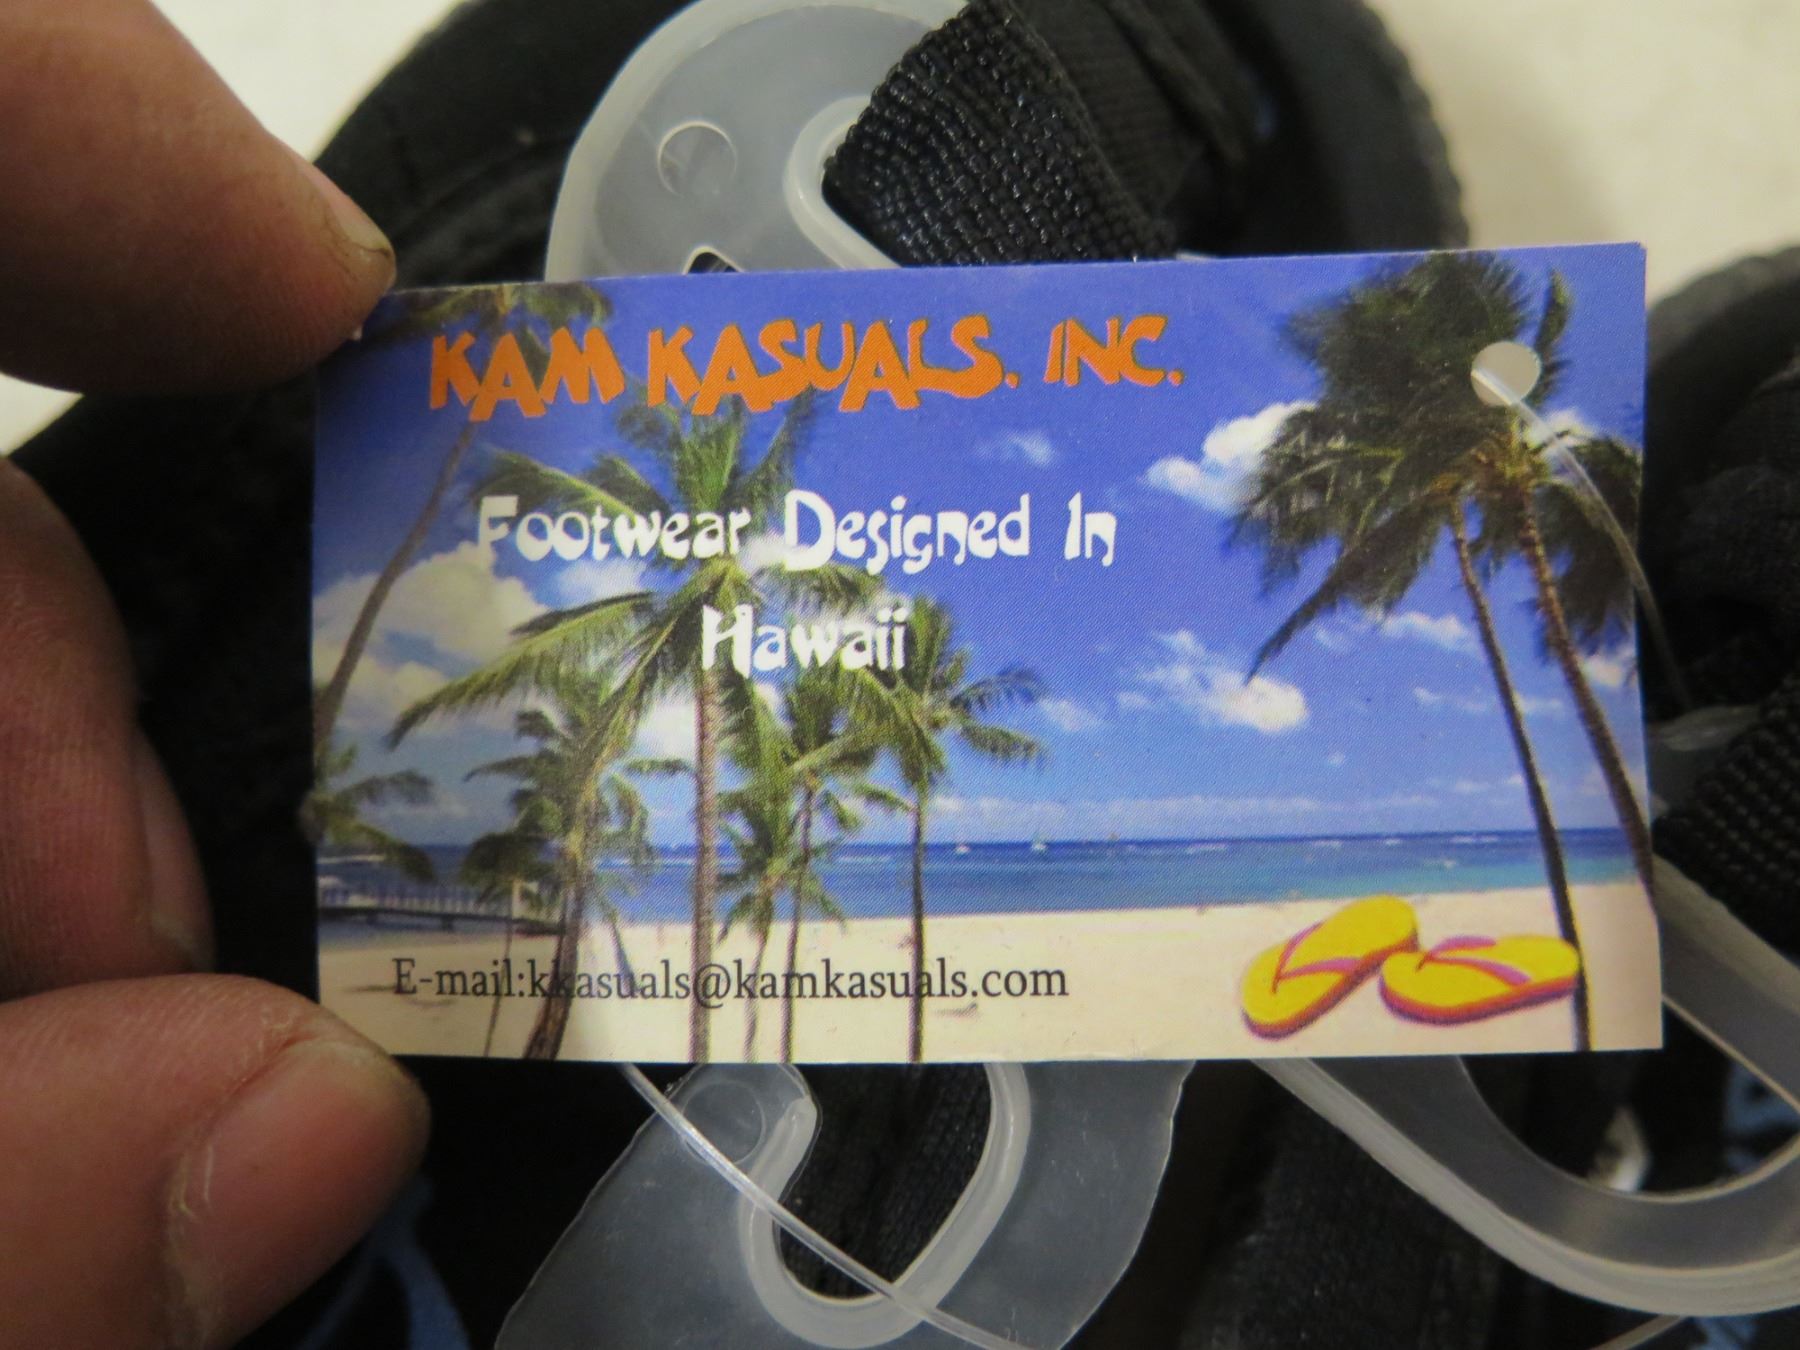 KAM KASUALS. INC.
Footwear Designed In
Hawaii
E-mail:kkasuals@kamkasuals.com